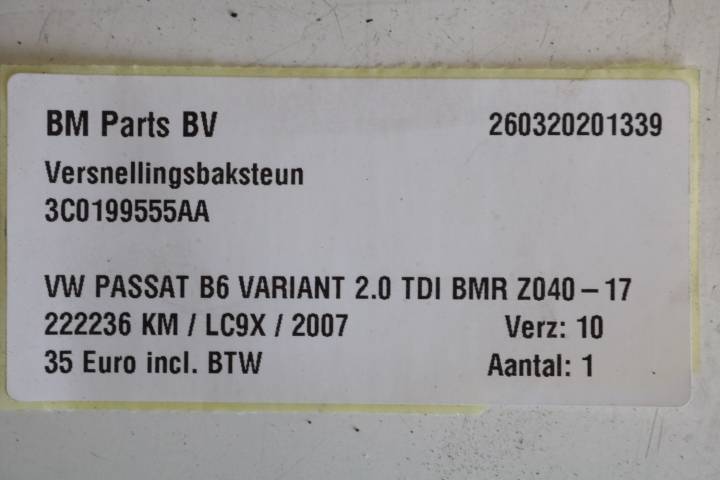 BM Parts BV 260320201339
Versnellingsbaksteun
3C0199555AA
VW PASSAT B6 VARIANT 2.0 TDI BMR Z040-17
222236 KM / LC9X / 2007 Verz: 10
35 Euro incl. BTW Aantal: 1